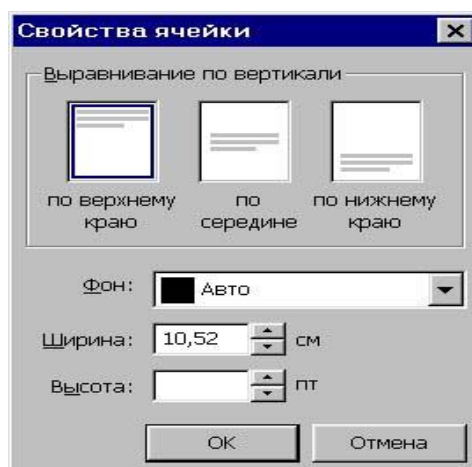 Свойства ячейки
Выравнивание по вертикали
по верхнему краю
по середине
по нижнему краю
Фон: Авто
Ширина: 10,52 см
Высота: пт
ОК Отмена